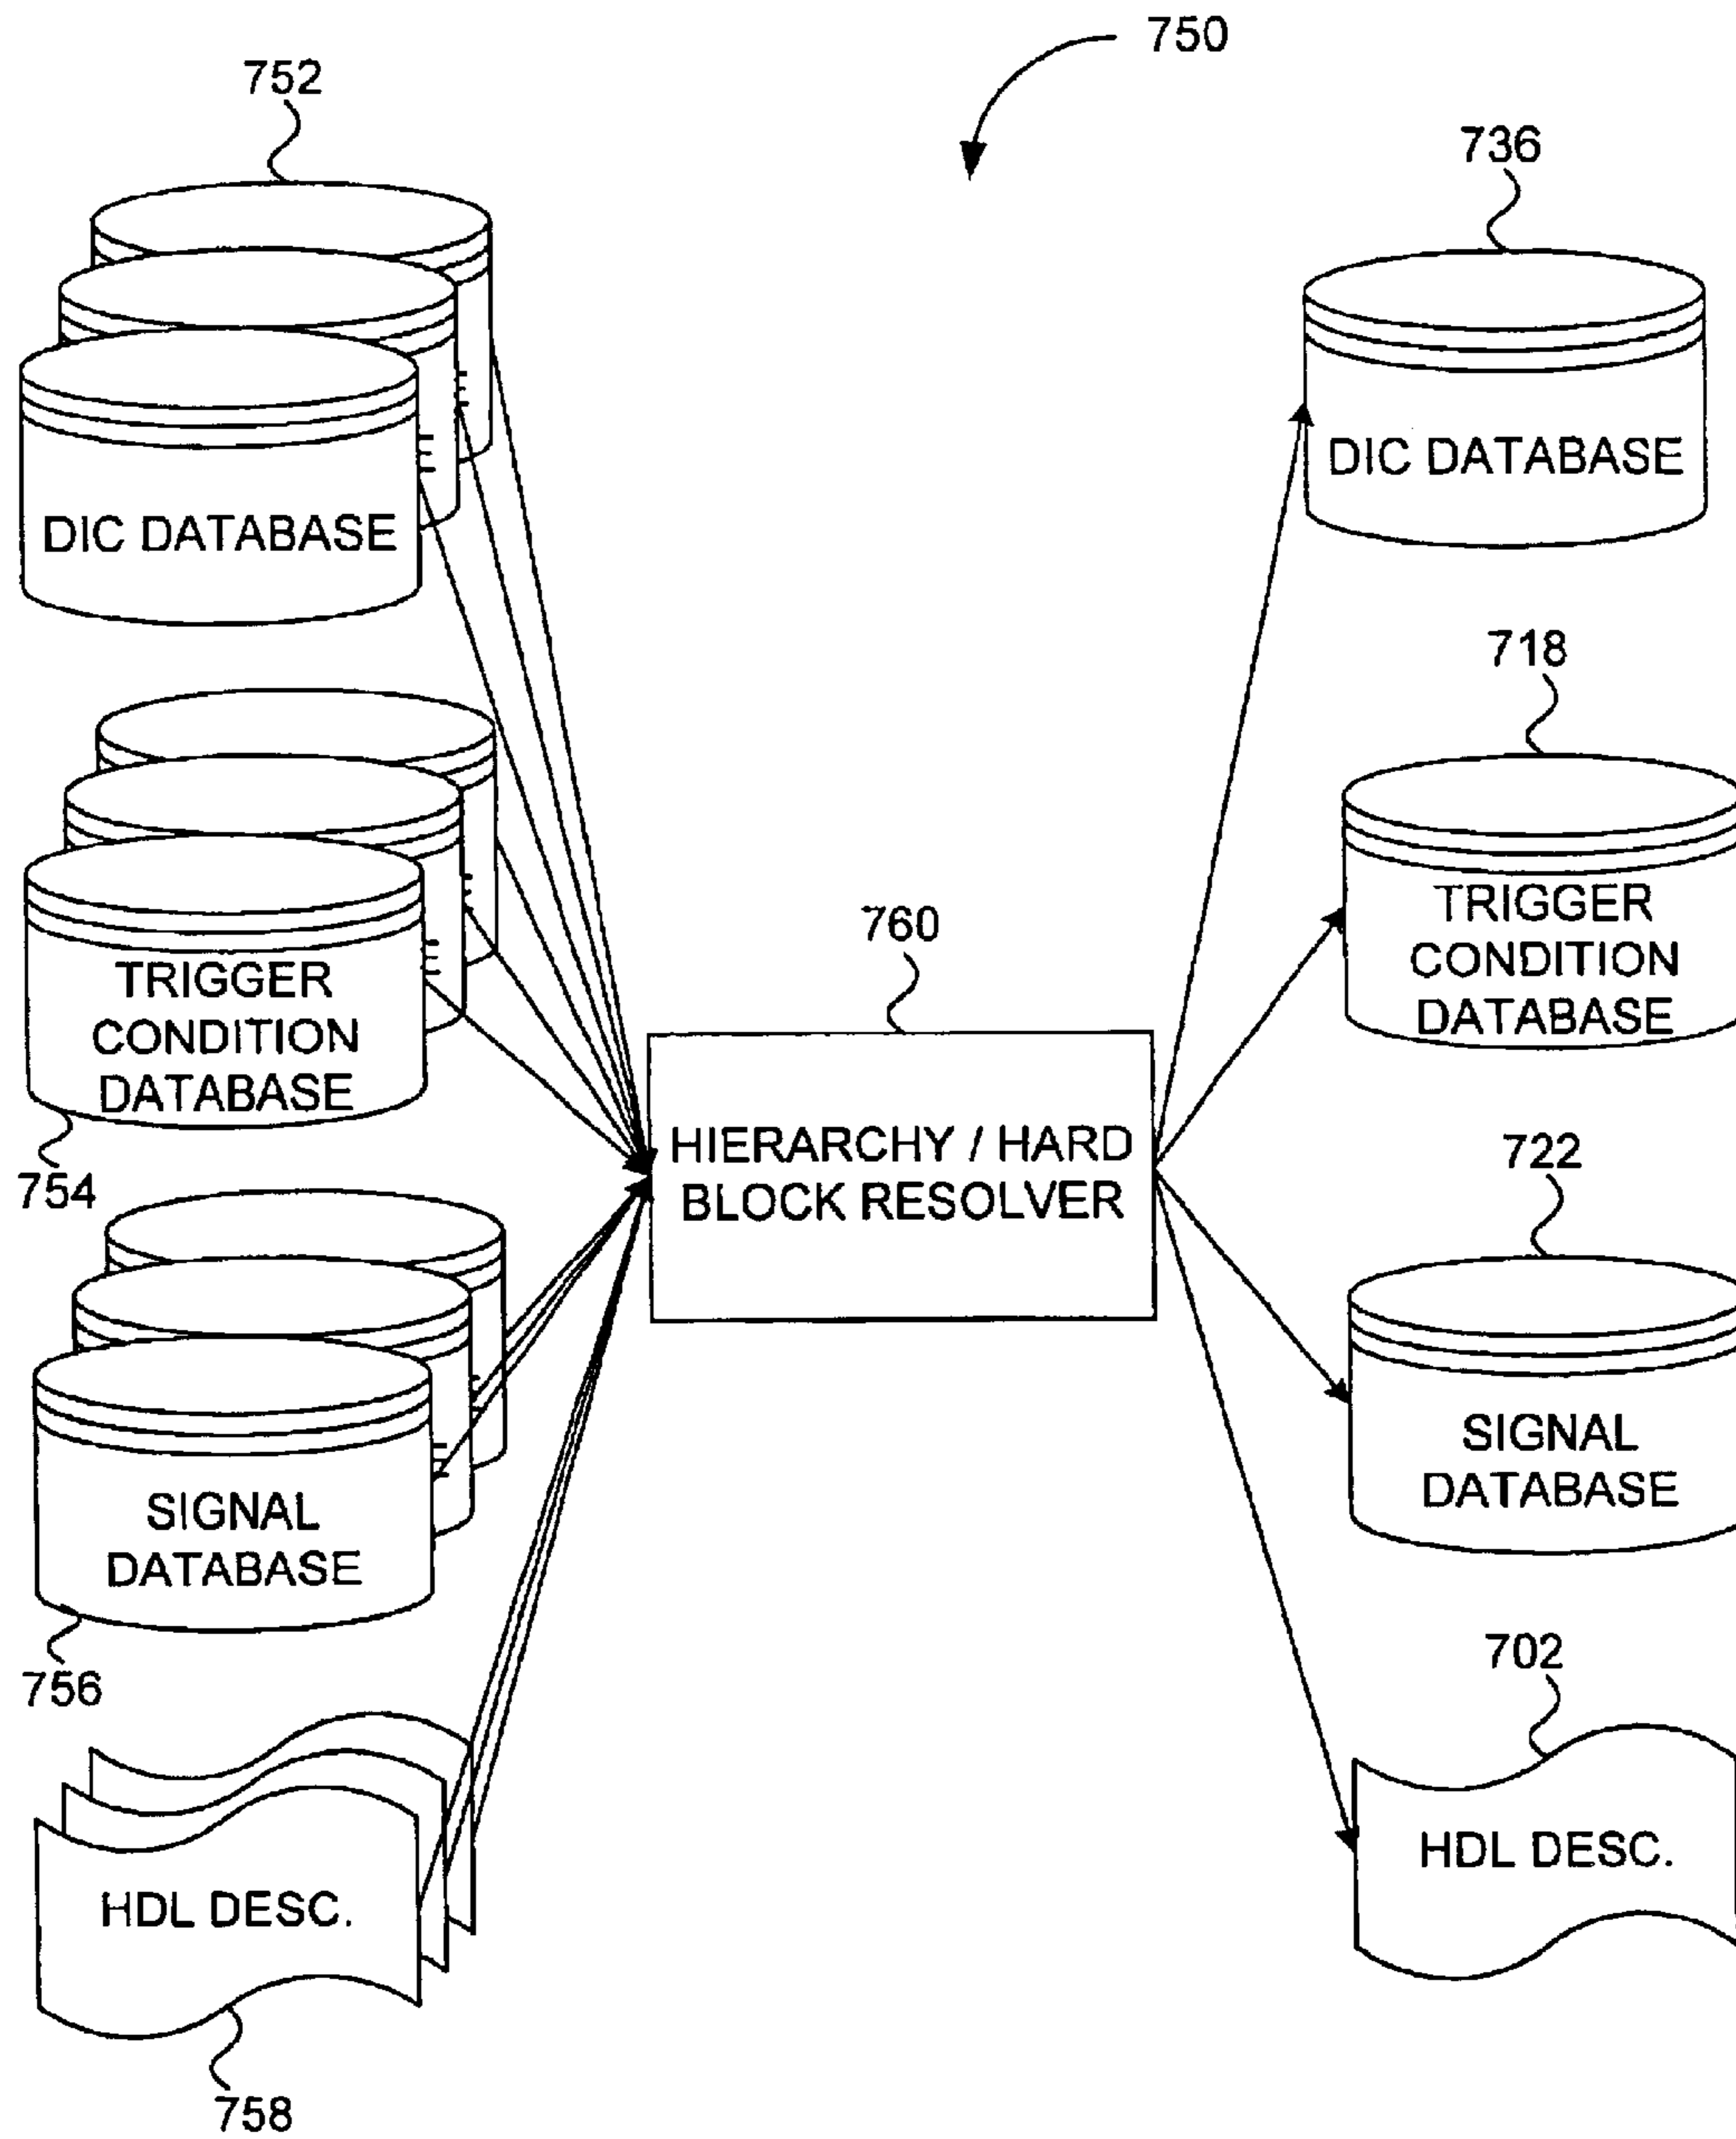 750
752
736
DIC DATABASE
DIC DATABASE
718
TRIGGER
CONDITION
DATABASE
754
760
TRIGGER
CONDITION
DATABASE
HIERARCHY / HARD
BLOCK RESOLVER
722
SIGNAL
DATABASE
756
SIGNAL
DATABASE
702
HDL DESC.
758
HDL DESC.